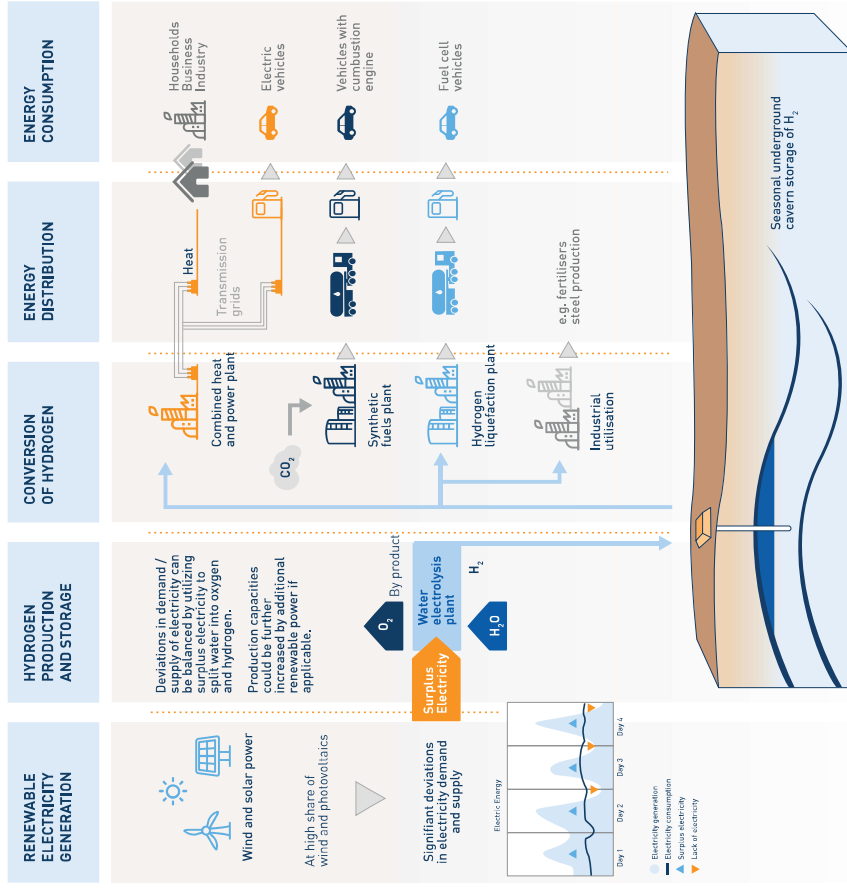 RENEWABLE
ELECTRICITY
GENERATION
Wind and solar power
At high share of
wind and photovoltaics
Signifiant deviations
in electricity demand
and supply
Electric Energy
Day 1
Day 2
Day 3
Day 4
Electricity generation
Electricity consumption
Surplus electricity
Lack of electricity
HYDROGEN
PRODUCTION
AND STORAGE
Deviations in demand /
supply of electricity can
be balanced by utilizing
surplus electricity to
split water into oxygen
and hydrogen.
Production capacities
could be further
increased by additional
renewable power if
applicable.
O2
By product
Surplus
Electricity
Water
electrolysis
plant
H2
H2O
CONVERSION
OF HYDROGEN
Combined heat
and power plant
CO2
Synthetic
fuels plant
Hydrogen
liquefaction plant
Industrial
utilisation
ENERGY
DISTRIBUTION
Heat
Transmission
grids
e.g. fertilisers
steel production
ENERGY
CONSUMPTION
Households
Business
Industry
Electric
vehicles
Vehicles with
cumbustion
engine
Fuel cell
vehicles
Seasonal underground
cavern storage of H2